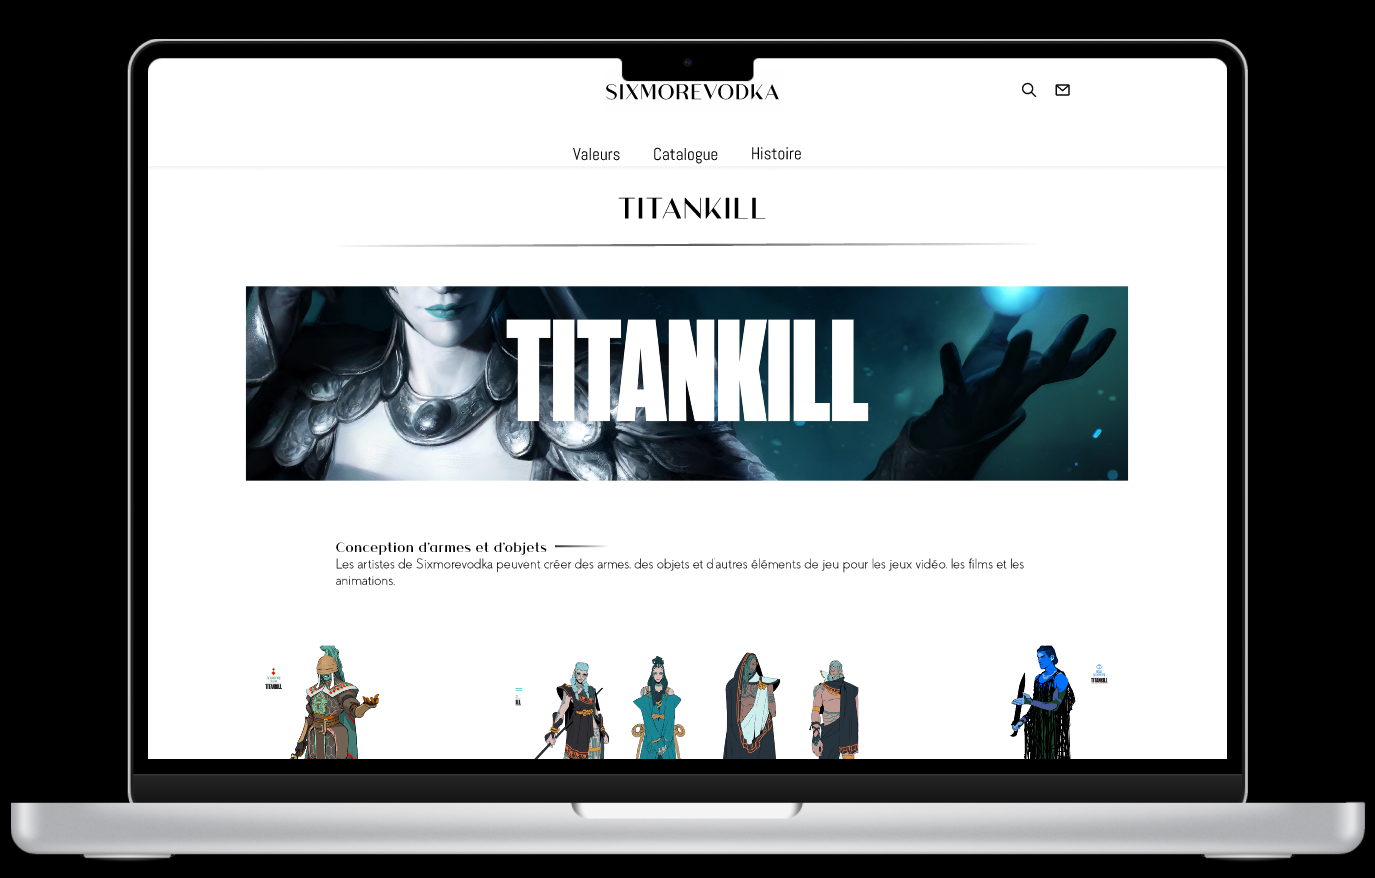 SIXMOREVODKA
Valeurs Catalogue Histoire
TITANKILL
TITANKILL
Conception d'armes et d'objets
Les artistes de Sixmorevodka peuvent créer des armes, des objets et d'autres éléments de jeu pour les jeux vidéo, les films et les
animations.
TITANKILL
TITANKILL